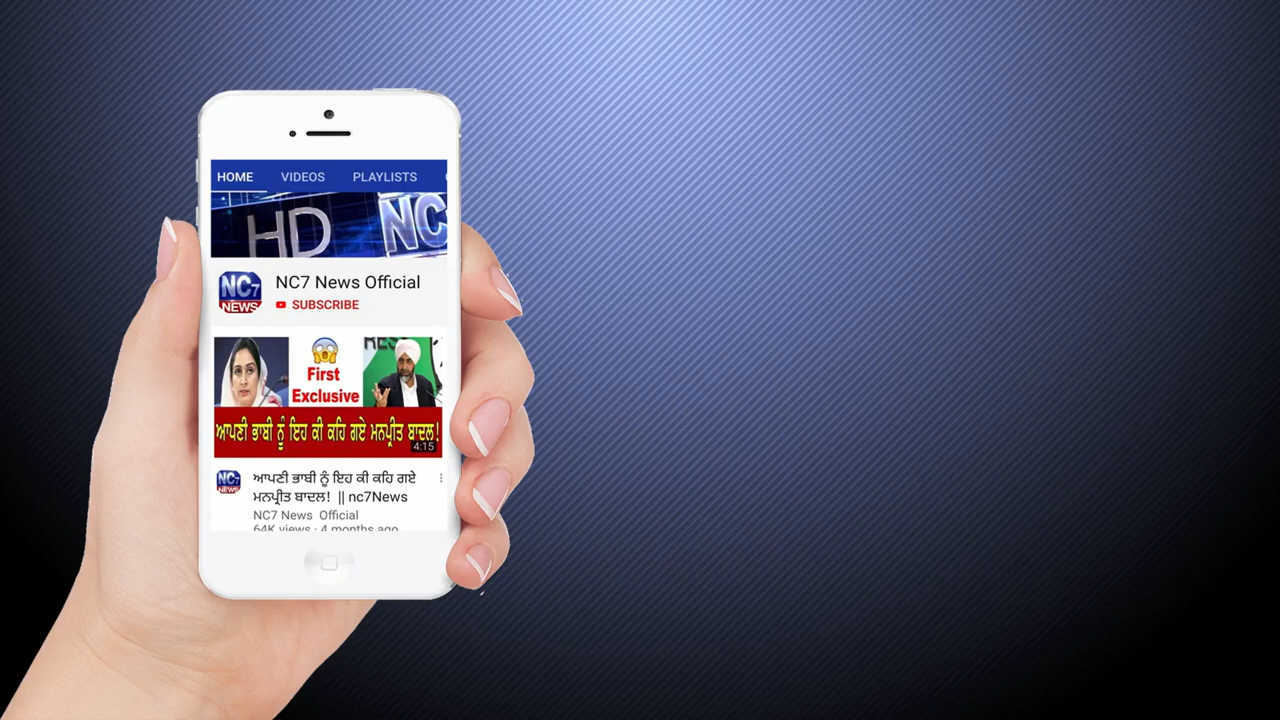 HOME VIDEOS PLAYLISTS
HD NC
NC7 News Official
NC7 NEWS
SUBSCRIBE
RES
First
Exclusive
ਆਪਣੀ ਭਾਬੀ ਨੂੰ ਇਹ ਕੀ ਕਹਿ ਗਏ ਮਨਪ੍ਰੀਤ ਬਾਦਲ!
4:15
NC7 NEWS
ਆਪਣੀ ਭਾਬੀ ਨੂੰ ਇਹ ਕੀ ਕਹਿ ਗਏ
ਮਨਪ੍ਰੀਤ ਬਾਦਲ! || nc7News
NC7 News Official
64K views · 4 months ago